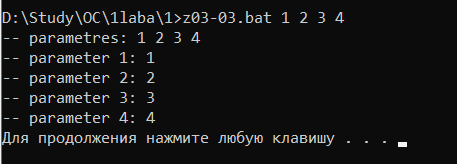 D:\Study\OC\1laba\1>z03-03.bat 1 2 3 4
-- parametres: 1 2 3 4
-- parameter 1: 1
-- parameter 2: 2
-- parameter 3: 3
-- parameter 4: 4
Для продолжения нажмите любую клавишу . . .